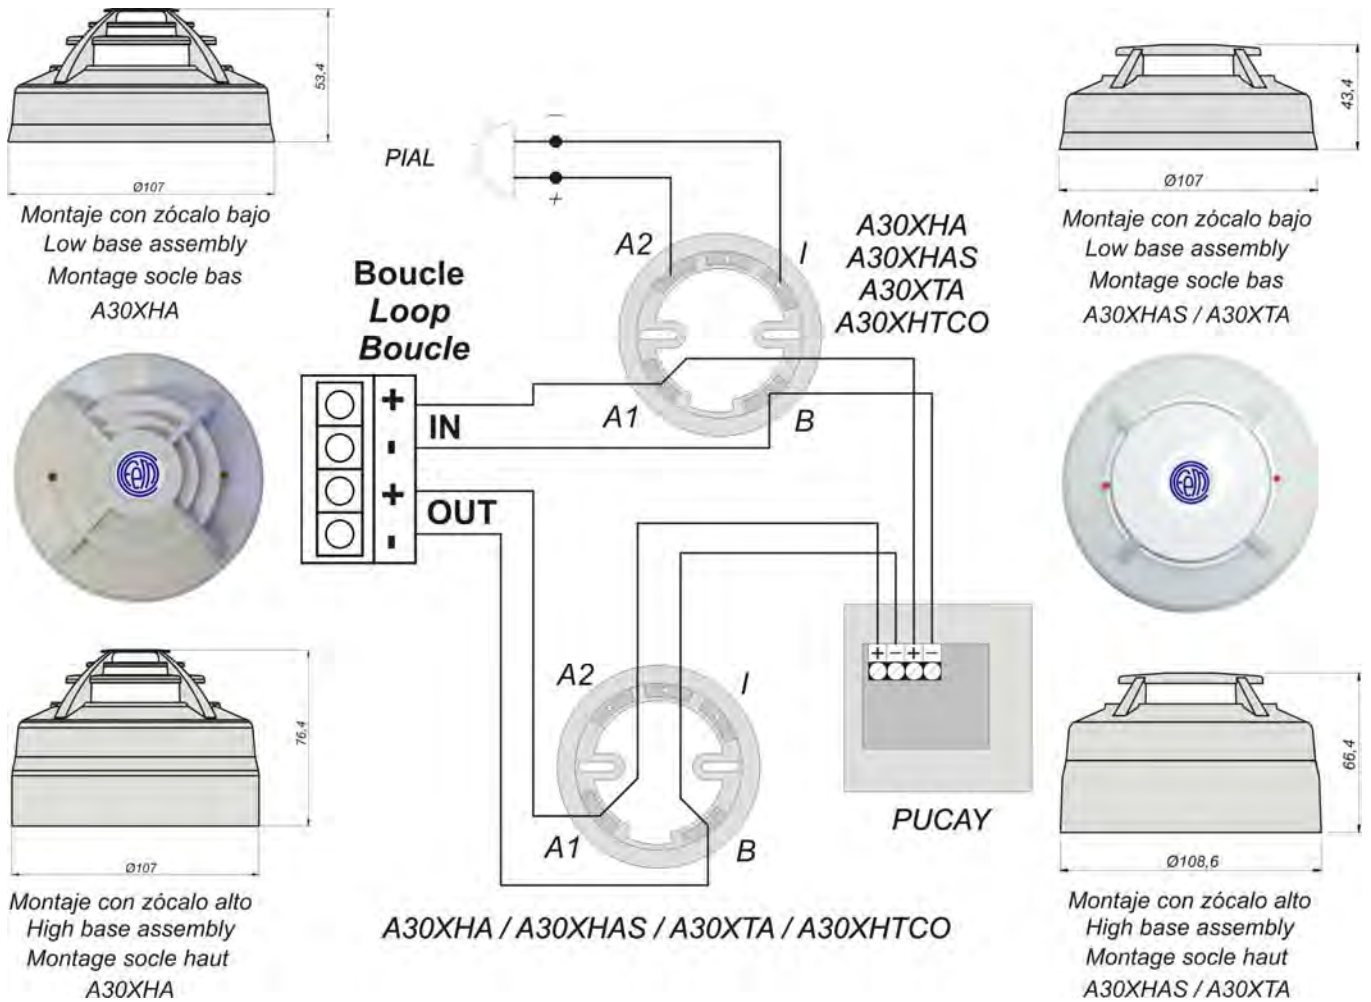 53,4
Ø107
Montaje con zócalo bajo
Low base assembly
Montage socle bas
A30XHA
PIAL
−
+
A2
I
A30XHA
A30XHAS
A30XTA
A30XHTCO
43,4
Ø107
Montaje con zócalo bajo
Low base assembly
Montage socle bas
A30XHAS / A30XTA
Boucle
Loop
Boucle
+
-
+
-
IN
OUT
A1
B
+ − + −
PUCAY
A2
I
A1
B
A30XHA / A30XHAS / A30XTA / A30XHTCO
76,4
Ø107
Montaje con zócalo alto
High base assembly
Montage socle haut
A30XHA
66,4
Ø108,6
Montaje con zócalo alto
High base assembly
Montage socle haut
A30XHAS / A30XTA